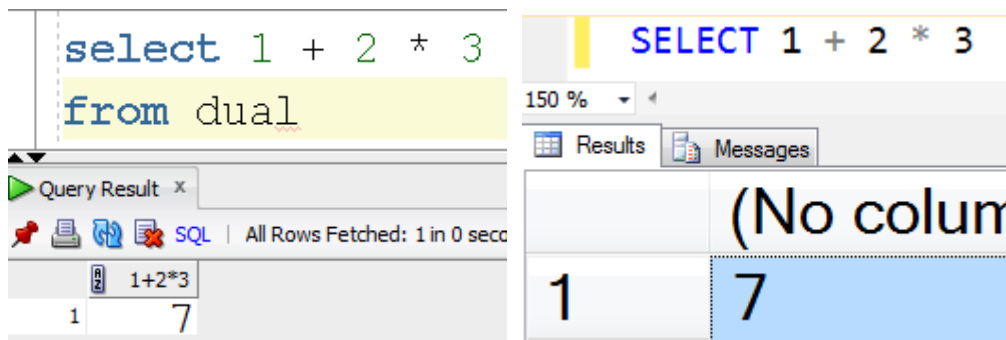 select 1 + 2 * 3
from dual
Query Result x
SQL | All Rows Fetched: 1 in 0 seco
1+2*3
1 7
SELECT 1 + 2 * 3
150 %
Results Messages
(No colum
1 7